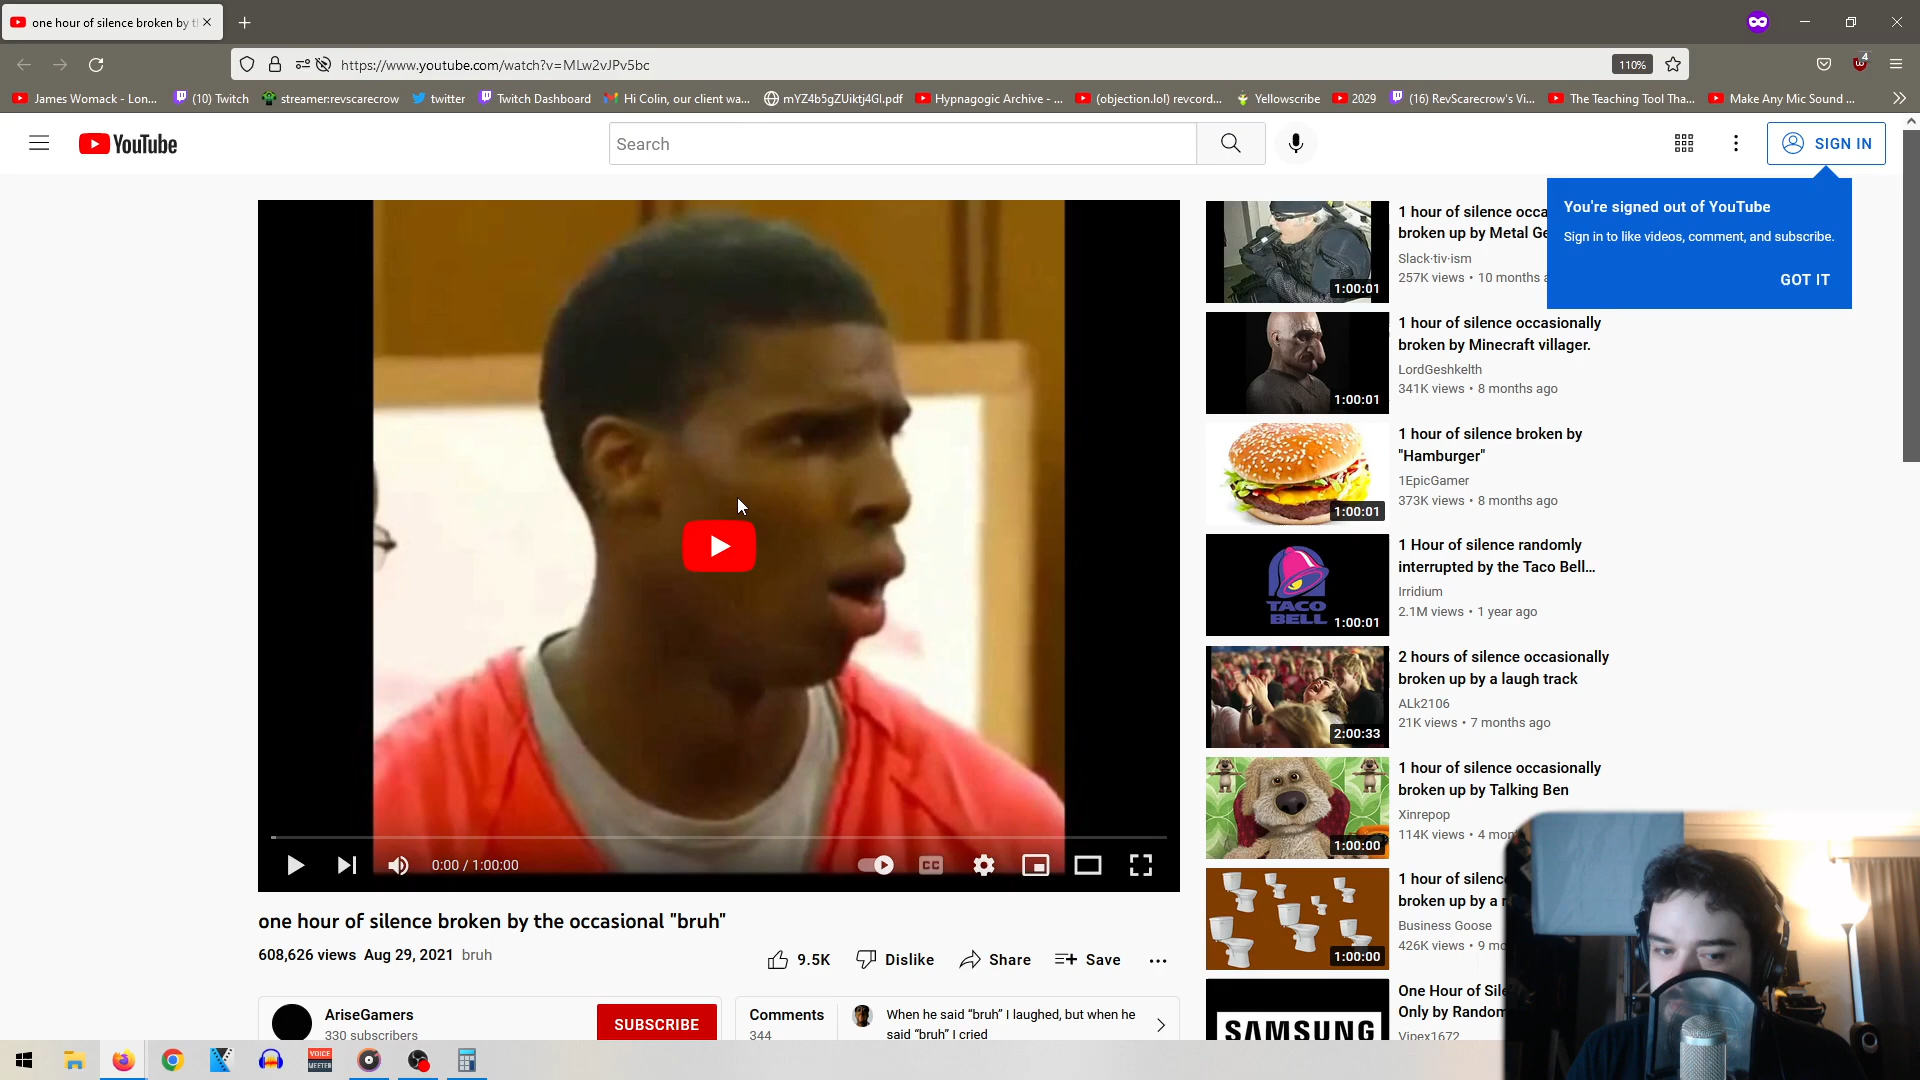 one hour of silence broken by t
https://www.youtube.com/watch?v=MLw2vJPv5bc
110%
4
James Womack - Lon...
(10) Twitch
streamer:revscarecrow
twitter
Twitch Dashboard
Hi Colin, our client wa...
mYZ4b5gZUiktj4Gl.pdf
Hypnagogic Archive - ...
(objection.lol) revcord...
Yellowscribe
2029
(16) RevScarecrow's Vi...
The Teaching Tool Tha...
Make Any Mic Sound ...
YouTube
Search
SIGN IN
You're signed out of YouTube
Sign in to like videos, comment, and subscribe.
GOT IT
0:00 / 1:00:00
CC
one hour of silence broken by the occasional "bruh"
608,626 views Aug 29, 2021 bruh
9.5K
Dislike
Share
Save
AriseGamers
330 subscribers
SUBSCRIBE
Comments
344
When he said “bruh” I laughed, but when he
said “bruh” I cried
1 hour of silence occa
broken up by Metal Ge
Slack·tiv·ism
257K views • 10 months a
1:00:01
1 hour of silence occasionally
broken by Minecraft villager.
LordGeshkelth
341K views • 8 months ago
1:00:01
1 hour of silence broken by
"Hamburger"
1EpicGamer
373K views • 8 months ago
1:00:01
1 Hour of silence randomly
interrupted by the Taco Bell...
Irridium
2.1M views • 1 year ago
TACO
BELL
1:00:01
2 hours of silence occasionally
broken up by a laugh track
ALk2106
21K views • 7 months ago
2:00:33
1 hour of silence occasionally
broken up by Talking Ben
Xinrepop
114K views • 4 mon
1:00:00
1 hour of silenc
broken up by a
Business Goose
426K views • 9 mo
1:00:00
One Hour of Sile
Only by Random
Vipex1672
SAMSUNG
VOICE
MEETER